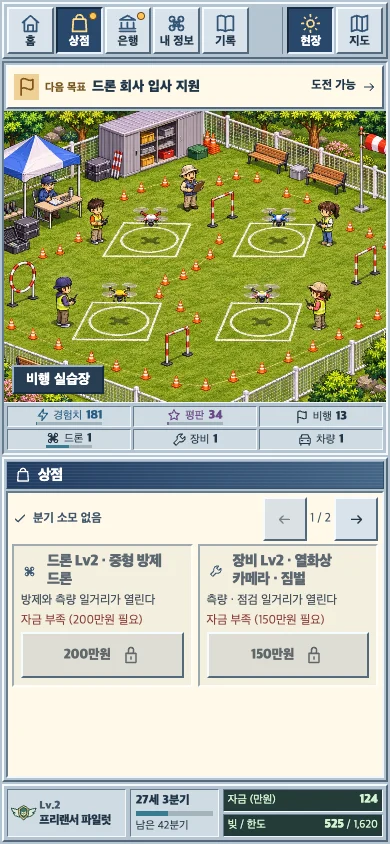 홈
상점
은행
내 정보
기록
현장
지도
다음 목표 드론 회사 입사 지원
도전 가능 →
비행 실습장
경험치 181
평판 34
비행 13
드론 1
장비 1
차량 1
상점
분기 소모 없음
← 1 / 2 →
드론 Lv2 · 중형 방제
드론
방제와 측량 일거리가 열린다
자금 부족 (200만원 필요)
200만원
장비 Lv2 · 열화상
카메라 · 짐벌
측량 · 점검 일거리가 열린다
자금 부족 (150만원 필요)
150만원
Lv.2
프리랜서 파일럿
27세 3분기
남은 42분기
자금 (만원) 124
빚 / 한도 525 / 1,620